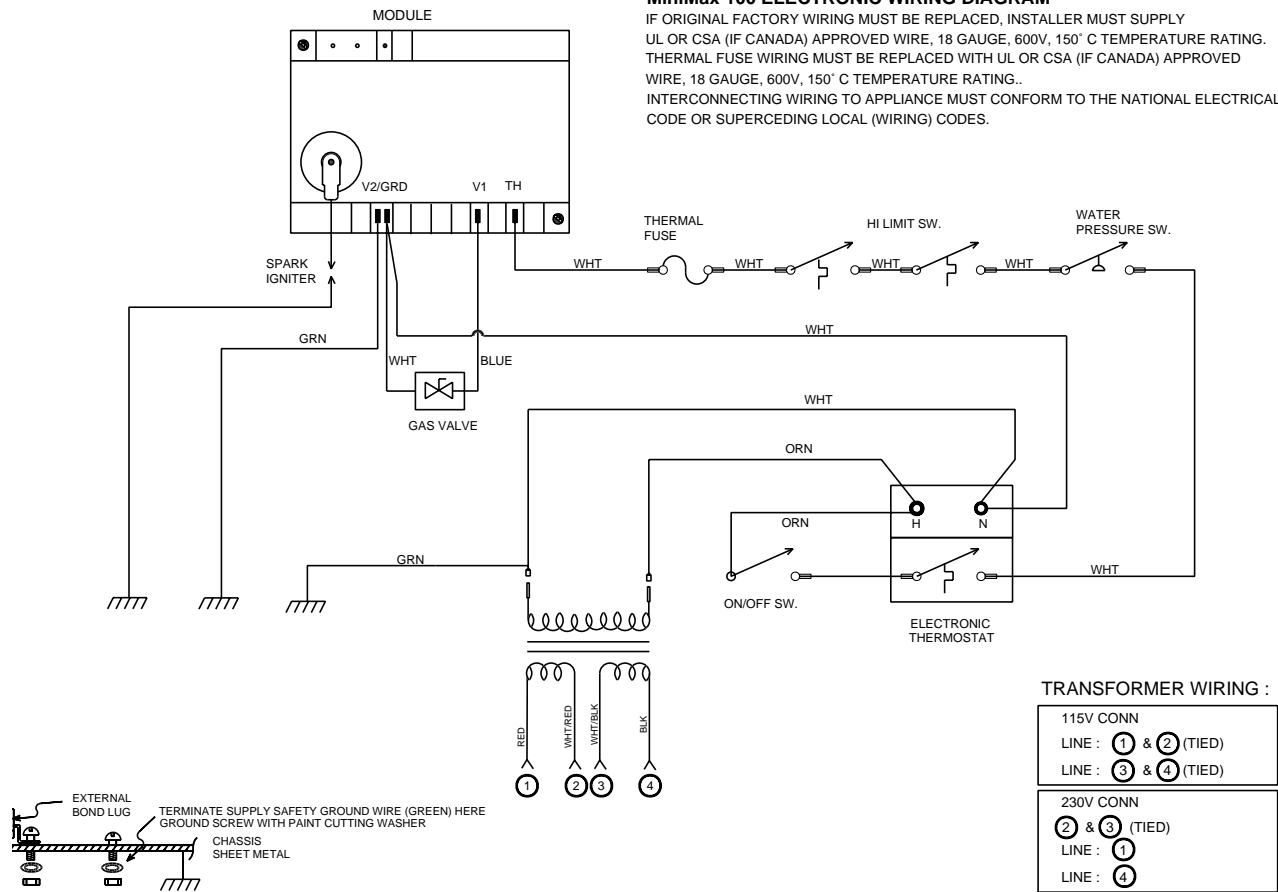 MiniMax 100 ELECTRONIC WIRING DIAGRAM
IF ORIGINAL FACTORY WIRING MUST BE REPLACED, INSTALLER MUST SUPPLY
UL OR CSA (IF CANADA) APPROVED WIRE, 18 GAUGE, 600V, 150° C TEMPERATURE RATING.
THERMAL FUSE WIRING MUST BE REPLACED WITH UL OR CSA (IF CANADA) APPROVED
WIRE, 18 GAUGE, 600V, 150° C TEMPERATURE RATING..
INTERCONNECTING WIRING TO APPLIANCE MUST CONFORM TO THE NATIONAL ELECTRICAL
CODE OR SUPERCEDING LOCAL (WIRING) CODES.
MODULE
V2/GRD
V1
TH
SPARK
IGNITER
THERMAL
FUSE
HI LIMIT SW.
WATER
PRESSURE SW.
WHT
WHT
WHT
WHT
GRN
WHT
BLUE
WHT
GAS VALVE
WHT
ORN
H
N
ORN
GRN
WHT
ON/OFF SW.
ELECTRONIC
THERMOSTAT
RED
WHT/RED
WHT/BLK
BLK
1
2
3
4
TRANSFORMER WIRING :
115V CONN
LINE : 1 & 2 (TIED)
LINE : 3 & 4 (TIED)
230V CONN
2 & 3 (TIED)
LINE : 1
LINE : 4
EXTERNAL
BOND LUG
TERMINATE SUPPLY SAFETY GROUND WIRE (GREEN) HERE
GROUND SCREW WITH PAINT CUTTING WASHER
CHASSIS
SHEET METAL